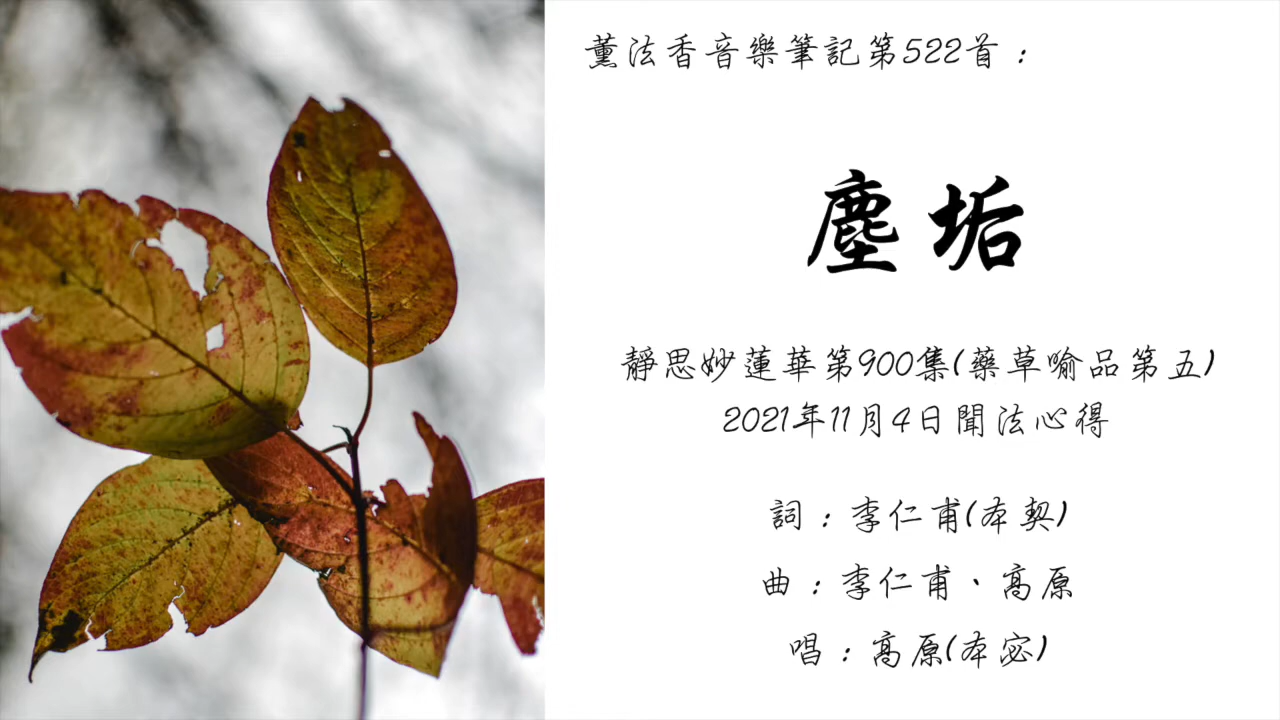 薰法香音樂筆記第522首：
塵垢
靜思妙蓮華第900集(藥草喻品第五)
2021年11月4日聞法心得
詞：李仁甫(本契)
曲：李仁甫、高原
唱：高原(本宓)